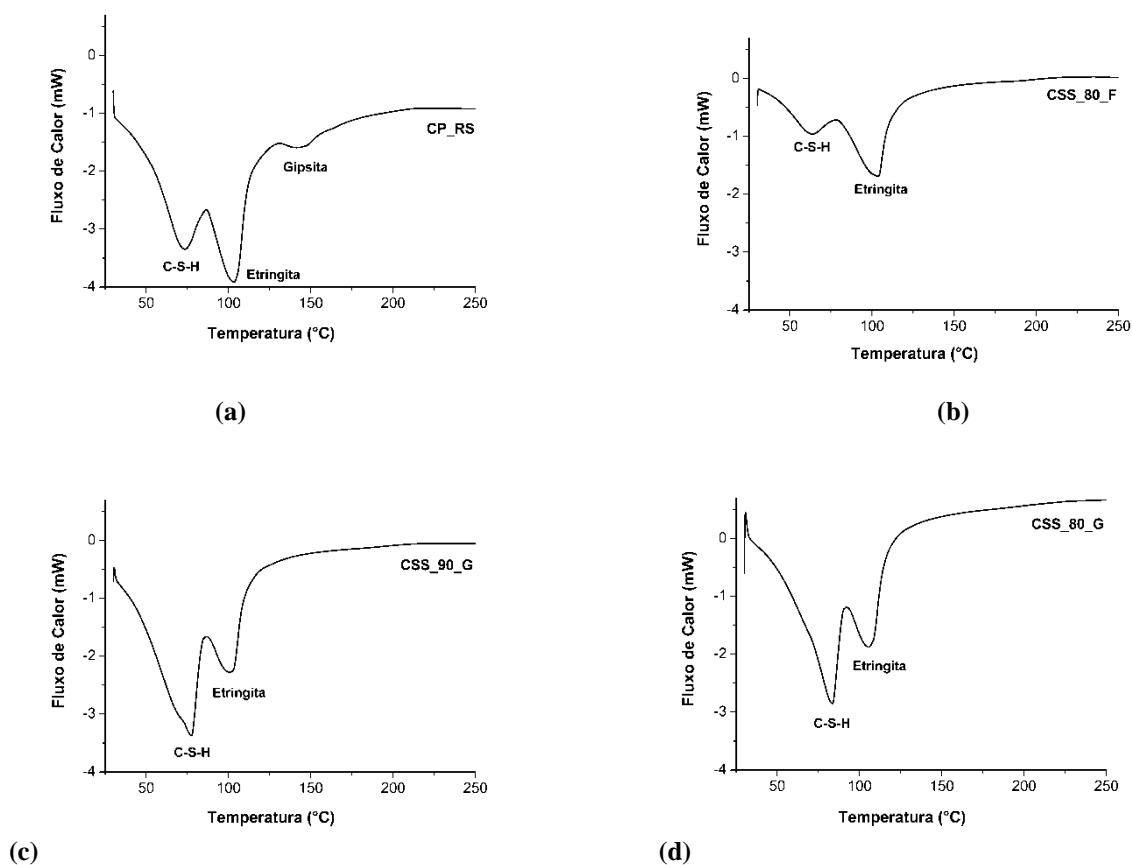 0
-1
-2
-3
-4
Fluxo de Calor (mW)
CP_RS
Gipsita
C-S-H
Etringita
50
100
150
200
250
Temperatura (°C)
(a)
0
-1
-2
-3
-4
Fluxo de Calor (mW)
CSS_80_F
C-S-H
Etringita
50
100
150
200
250
Temperatura (°C)
(b)
0
-1
-2
-3
-4
Fluxo de Calor (mW)
CSS_90_G
Etringita
C-S-H
50
100
150
200
250
Temperatura (°C)
(c)
0
-1
-2
-3
-4
Fluxo de Calor (mW)
CSS_80_G
Etringita
C-S-H
50
100
150
200
250
Temperatura (°C)
(d)